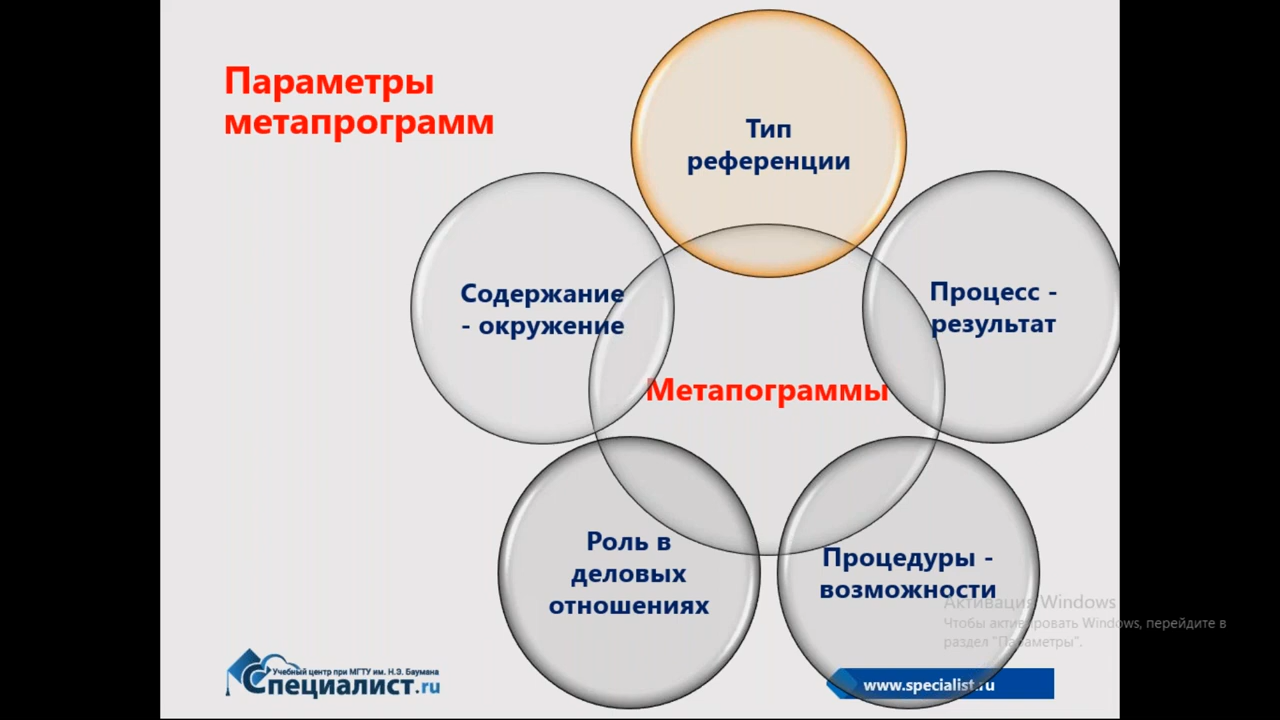 Параметры
метапрограмм
Тип
референции
Содержание
- окружение
Процесс -
результат
Метапограммы
Роль в
деловых
отношениях
Процедуры -
возможности
Активация Windows
Чтобы активировать Windows, перейдите в
раздел "Параметры".
Учебный центр при МГТУ им. Н.Э. Баумана
Специалист.ru
www.specialist.ru